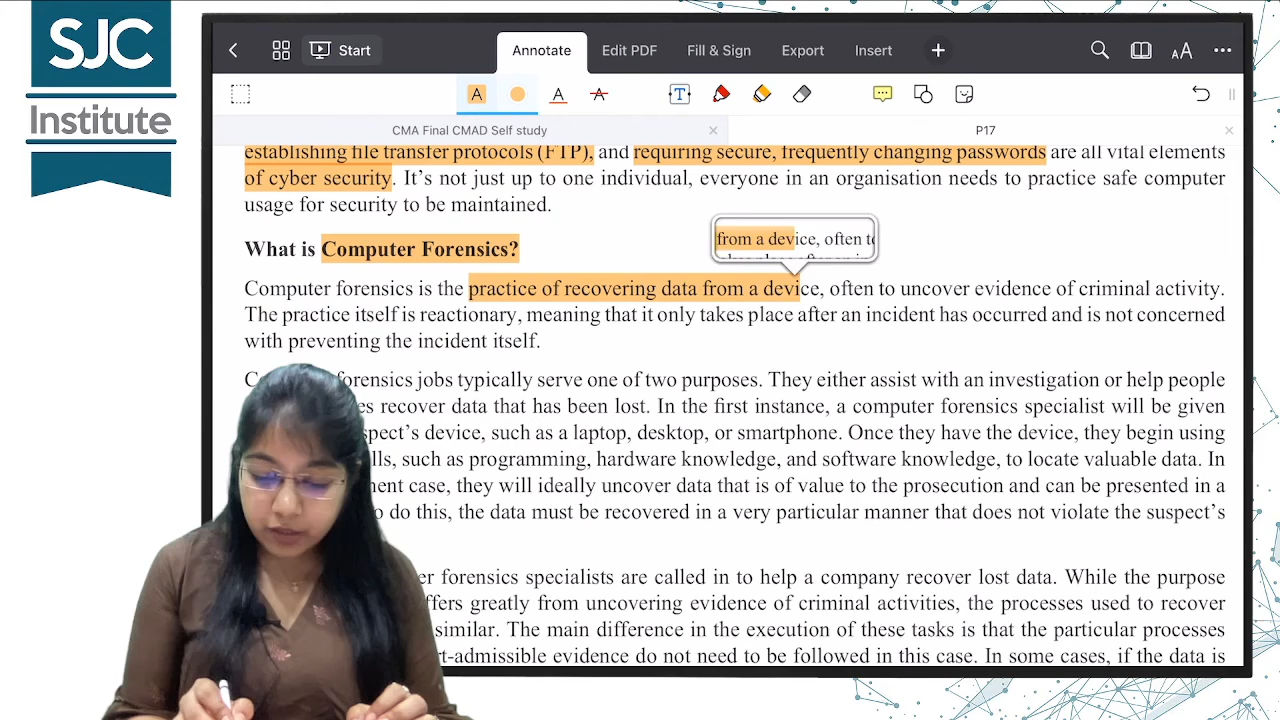 SJC
Institute
Start
Annotate
Edit PDF
Fill & Sign
Export
Insert
AA
A
A
A
T
CMA Final CMAD Self study
P17
establishing file transfer protocols (FTP), and requiring secure, frequently changing passwords are all vital elements
of cyber security. It's not just up to one individual, everyone in an organisation needs to practice safe computer
usage for security to be maintained.
from a device, often to
What is Computer Forensics?
Computer forensics is the practice of recovering data from a device, often to uncover evidence of criminal activity.
The practice itself is reactionary, meaning that it only takes place after an incident has occurred and is not concerned
with preventing the incident itself.
forensics jobs typically serve one of two purposes. They either assist with an investigation or help people
recover data that has been lost. In the first instance, a computer forensics specialist will be given
device, such as a laptop, desktop, or smartphone. Once they have the device, they begin using
such as programming, hardware knowledge, and software knowledge, to locate valuable data. In
case, they will ideally uncover data that is of value to the prosecution and can be presented in a
do this, the data must be recovered in a very particular manner that does not violate the suspect's
forensics specialists are called in to help a company recover lost data. While the purpose
greatly from uncovering evidence of criminal activities, the processes used to recover
similar. The main difference in the execution of these tasks is that the particular processes
evidence do not need to be followed in this case. In some cases, if the data is